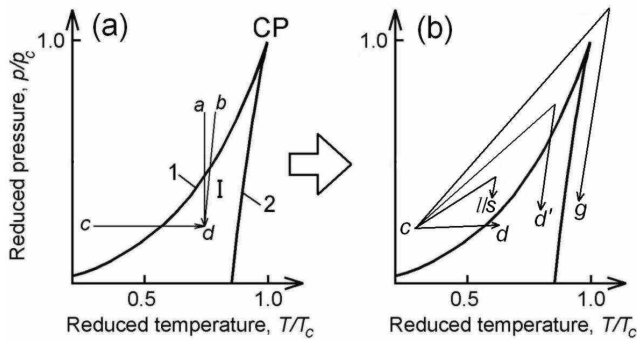 (a)
CP
1.0
a
b
1
I
2
c
d
0.5
1.0
Reduced pressure, p/pc
Reduced temperature, T/Tc
(b)
1.0
l/s
d'
g
c
d
0.5
1.0
Reduced temperature, T/Tc